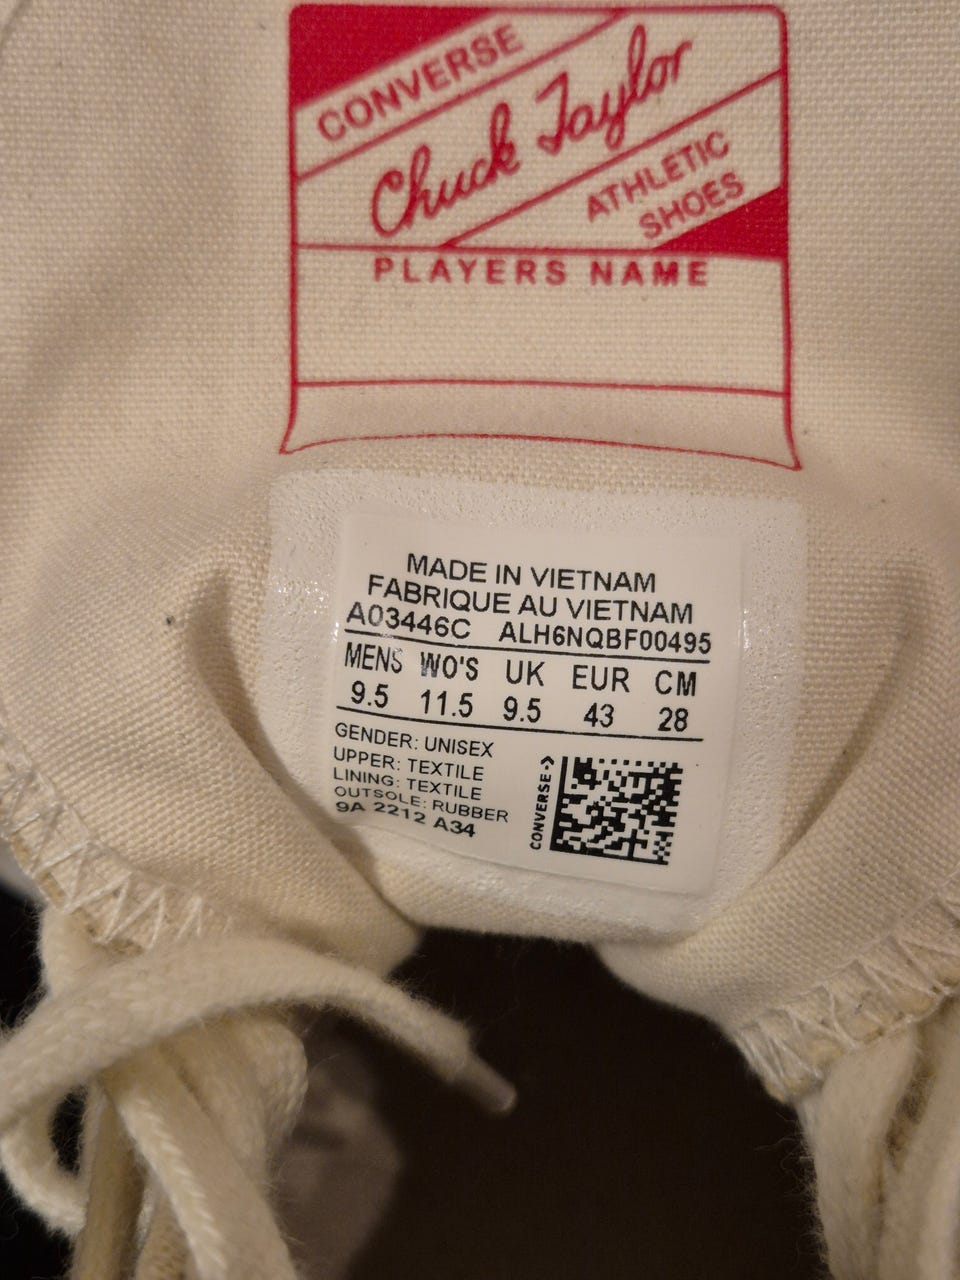 CONVERSE
Chuck Taylor
ATHLETIC
SHOES
PLAYERS NAME
MADE IN VIETNAM
FABRIQUE AU VIETNAM
A03446C ALH6NQBF00495
MENS WO'S UK EUR CM
9.5 11.5 9.5 43 28
GENDER: UNISEX
UPPER: TEXTILE
LINING: TEXTILE
OUTSOLE: RUBBER
9A 2212 A34
CONVERSE